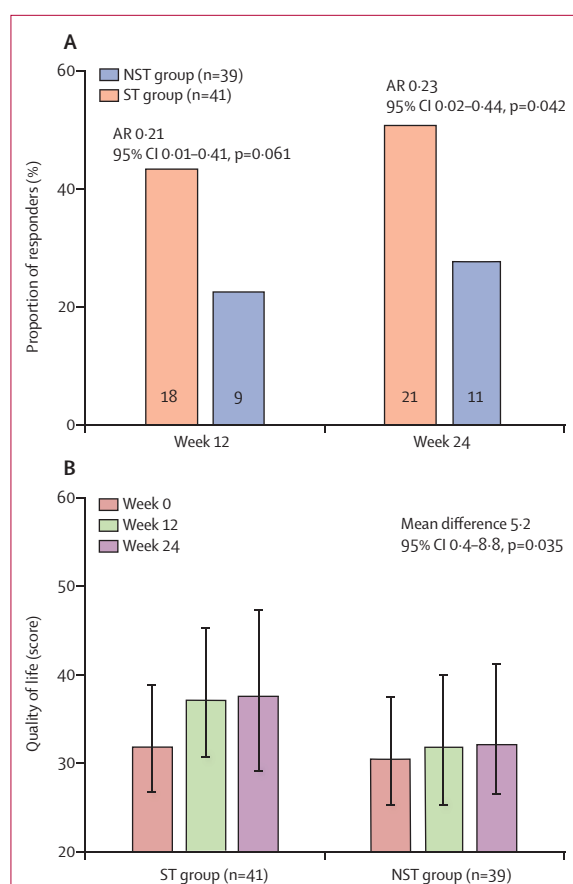 A
60
40
20
0
Proportion of responders (%)
NST group (n=39)
ST group (n=41)
AR 0·21
95% CI 0·01–0·41, p=0·061
AR 0·23
95% CI 0·02–0·44, p=0·042
18
9
21
11
Week 12
Week 24
B
60
50
40
30
20
Quality of life (score)
Week 0
Week 12
Week 24
Mean difference 5·2
95% CI 0·4–8·8, p=0·035
ST group (n=41)
NST group (n=39)